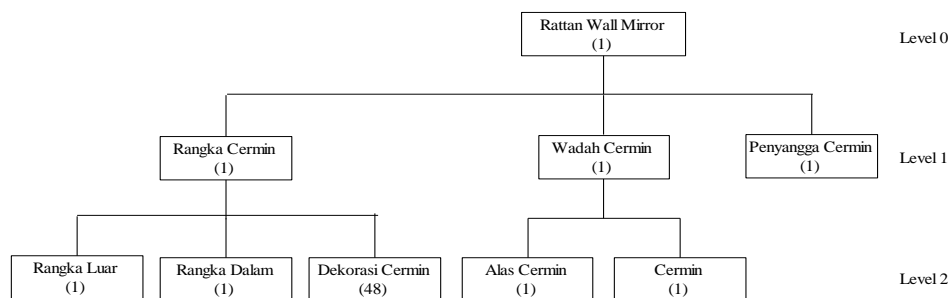 Rattan Wall Mirror
(1)
Level 0
Rangka Cermin
(1)
Wadah Cermin
(1)
Penyangga Cermin
(1)
Level 1
Rangka Luar
(1)
Rangka Dalam
(1)
Dekorasi Cermin
(48)
Alas Cermin
(1)
Cermin
(1)
Level 2